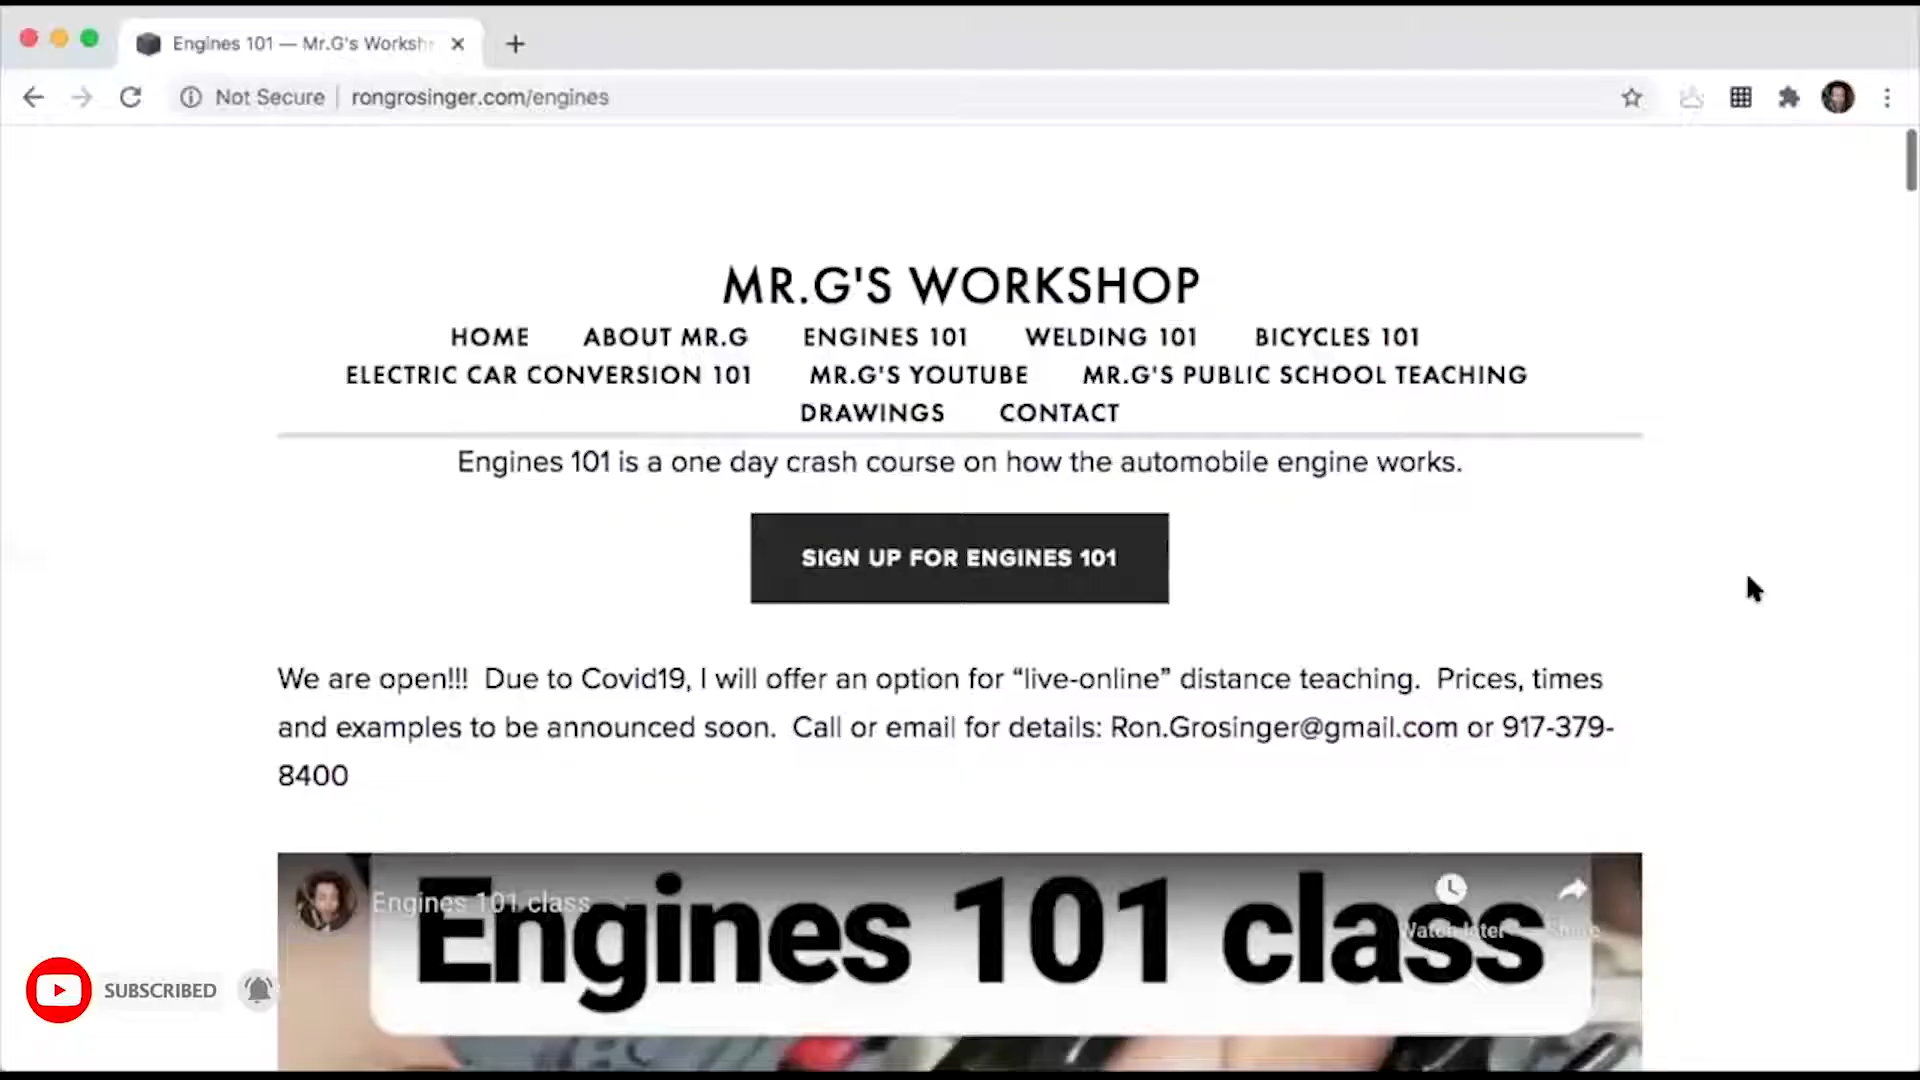 Engines 101 — Mr.G's Worksh
Not Secure | rongrosinger.com/engines
MR.G'S WORKSHOP
HOME ABOUT MR.G ENGINES 101 WELDING 101 BICYCLES 101
ELECTRIC CAR CONVERSION 101 MR.G'S YOUTUBE MR.G'S PUBLIC SCHOOL TEACHING
DRAWINGS CONTACT
Engines 101 is a one day crash course on how the automobile engine works.
SIGN UP FOR ENGINES 101
We are open!!! Due to Covid19, I will offer an option for “live-online” distance teaching. Prices, times
and examples to be announced soon. Call or email for details: Ron.Grosinger@gmail.com or 917-379-
8400
Engines 101 class
Engines 101 class
Watch later Share
SUBSCRIBED